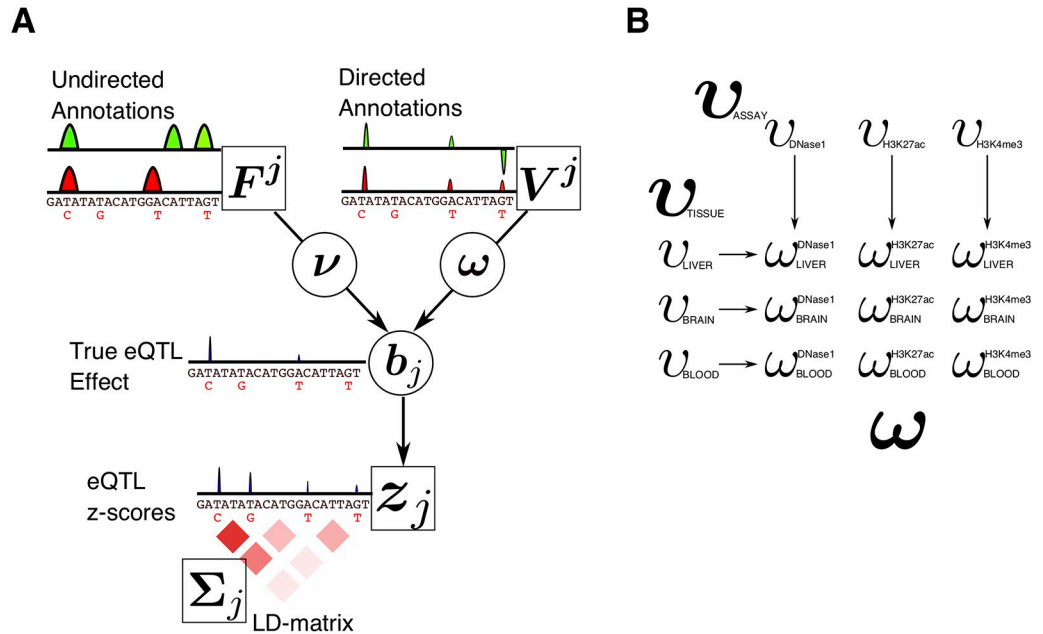 A
Undirected
Annotations
Directed
Annotations
F^j
V^j
GATATATACATGGACATTAGT
C G T T
GATATATACATGGACATTAGT
C G T T
ν
ω
True eQTL
Effect
GATATATACATGGACATTAGT
C G T T
b_j
eQTL
z-scores
GATATATACATGGACATTAGT
C G T T
z_j
Σ_j
LD-matrix
B
υ_ASSAY
υ_DNase1 υ_H3K27ac υ_H3K4me3
υ_TISSUE
υ_LIVER ω_LIVER^DNase1 ω_LIVER^H3K27ac ω_LIVER^H3K4me3
υ_BRAIN ω_BRAIN^DNase1 ω_BRAIN^H3K27ac ω_BRAIN^H3K4me3
υ_BLOOD ω_BLOOD^DNase1 ω_BLOOD^H3K27ac ω_BLOOD^H3K4me3
ω